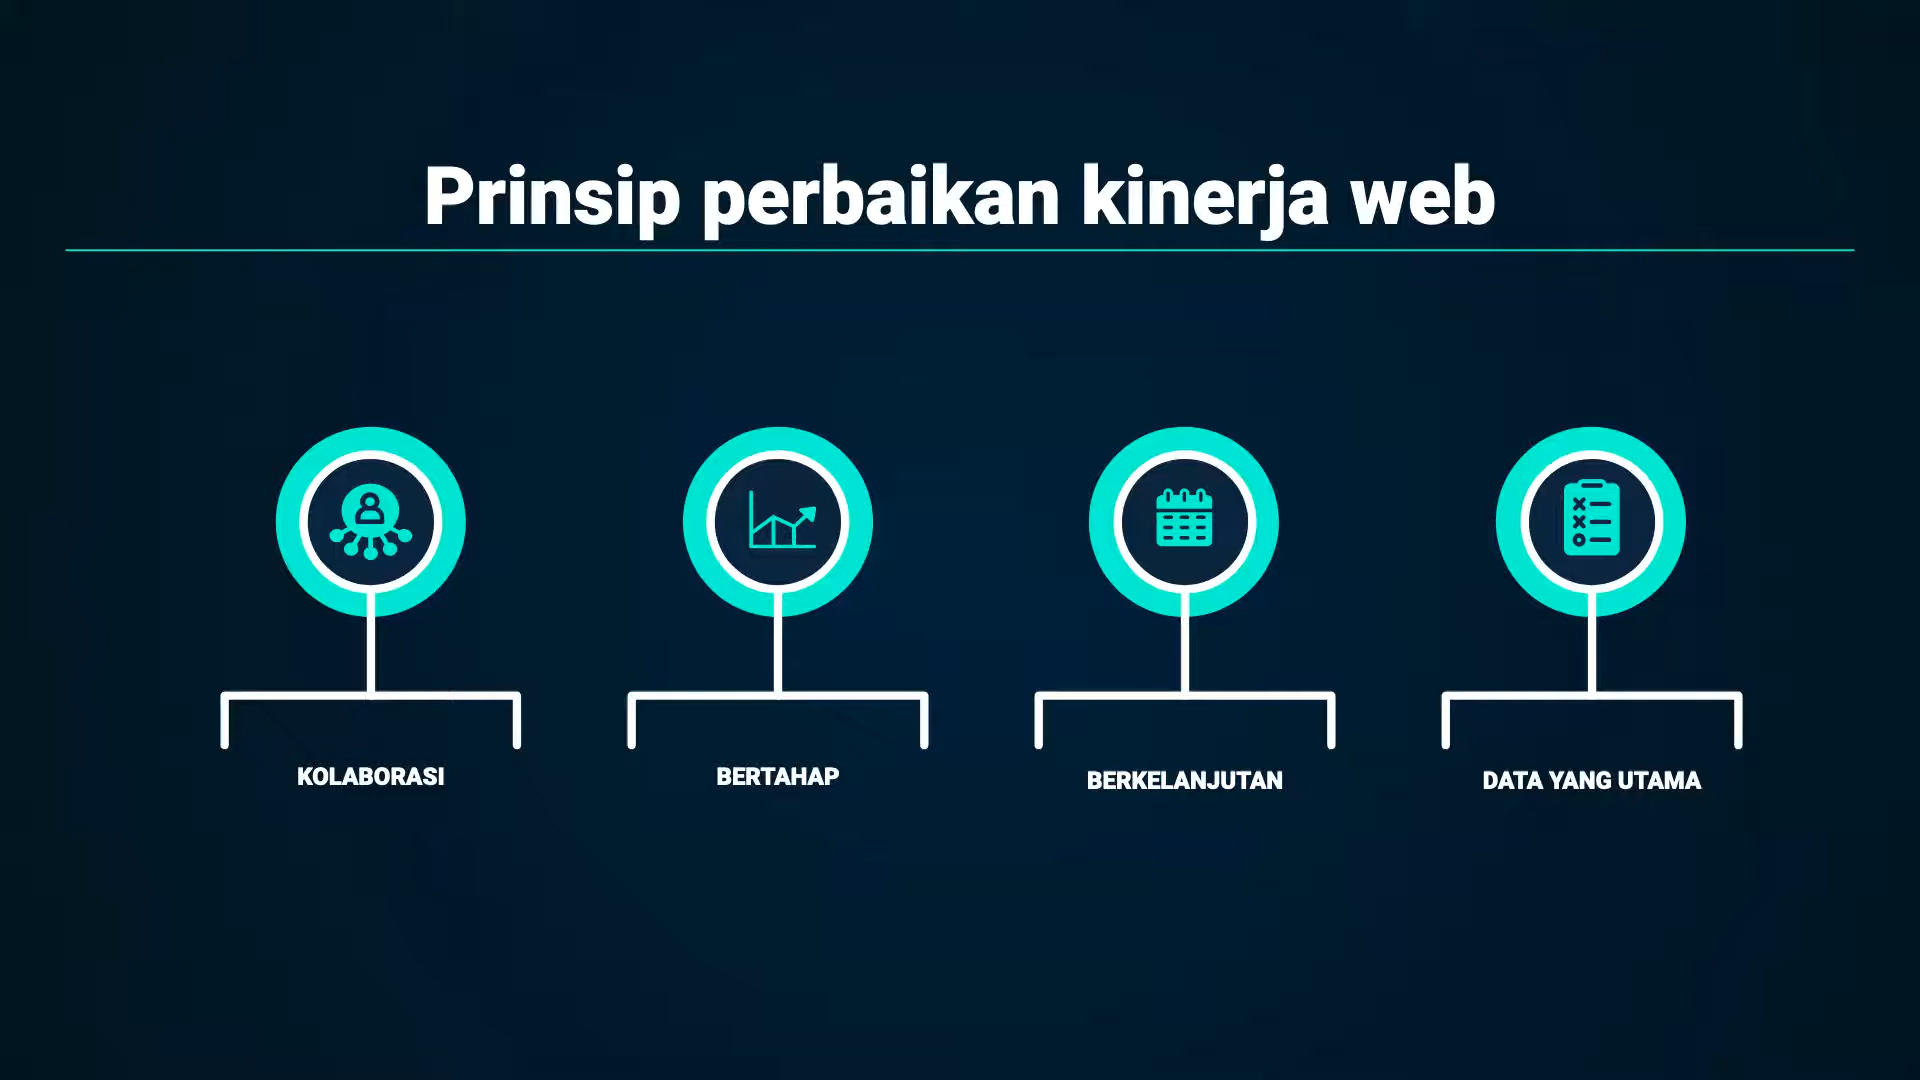 Prinsip perbaikan kinerja web
KOLABORASI
BERTAHAP
BERKELANJUTAN
DATA YANG UTAMA